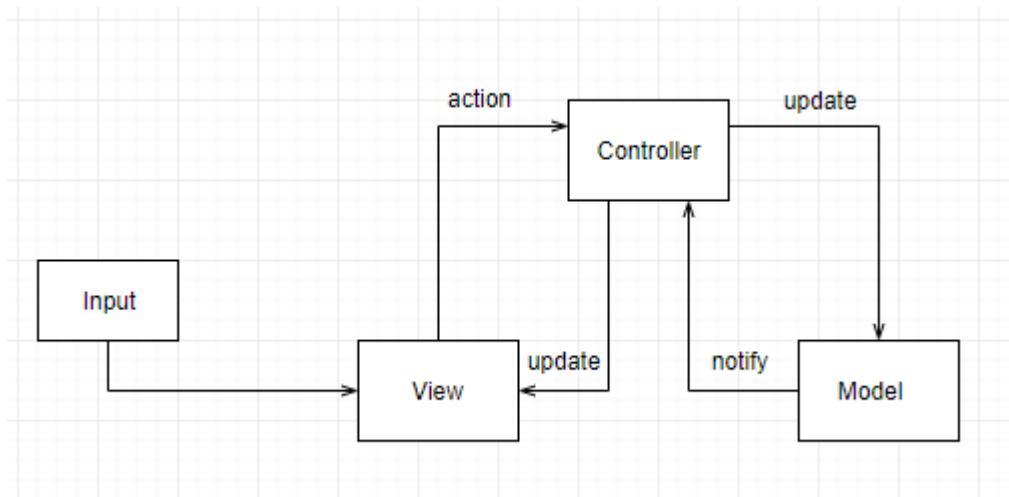 action
update
Controller
Input
View
update
notify
Model